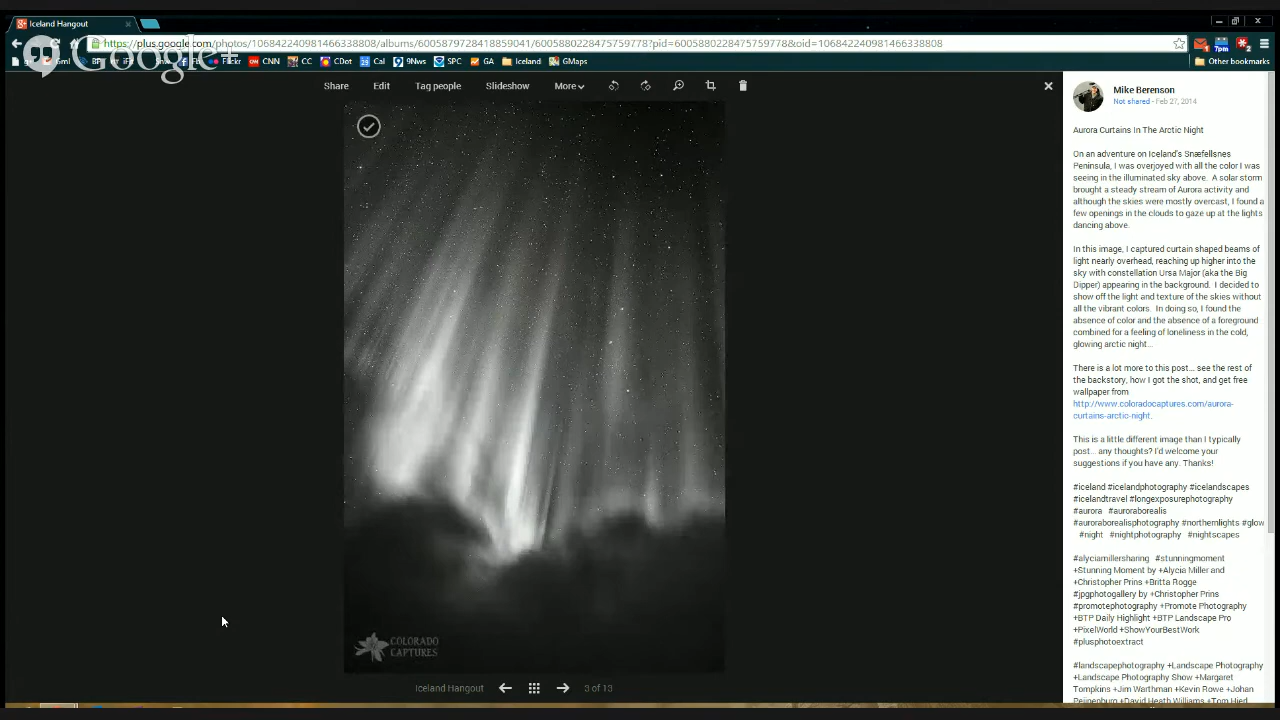 Iceland Hangout
https://plus.google.com/photos/106842240981466338808/albums/6005879728418859041/6005880228475759778?pid=6005880228475759778&oid=106842240981466338808
Google+
Flickr CNN CC CDot Cal 9Nws SPC GA Iceland GMaps Other bookmarks
Share Edit Tag people Slideshow More
Mike Berenson
Not shared - Feb 27, 2014
Aurora Curtains In The Arctic Night
On an adventure on Iceland's Snæfellsnes
Peninsula, I was overjoyed with all the color I was
seeing in the illuminated sky above. A solar storm
brought a steady stream of Aurora activity and
although the skies were mostly overcast, I found a
few openings in the clouds to gaze up at the lights
dancing above.
In this image, I captured curtain shaped beams of
light nearly overhead, reaching up higher into the
sky with constellation Ursa Major (aka the Big
Dipper) appearing in the background. I decided to
show off the light and texture of the skies without
all the vibrant colors. In doing so, I found the
absence of color and the absence of a foreground
combined for a feeling of loneliness in the cold,
glowing arctic night...
There is a lot more to this post... see the rest of
the backstory, how I got the shot, and get free
wallpaper from
http://www.coloradocaptures.com/aurora-
curtains-arctic-night.
This is a little different image than I typically
post... any thoughts? I'd welcome your
suggestions if you have any. Thanks!
#iceland #icelandphotography #icelandscapes
#icelandtravel #longexposurephotography
#aurora #auroraborealis
#auroraborealisphotography #northernlights #glow
#night #nightphotography #nightscapes
#alyciamillersharing #stunningmoment
+Stunning Moment by +Alycia Miller and
+Christopher Prins +Britta Rogge
#jpgphotogallery by +Christopher Prins
#promotephotography +Promote Photography
+BTP Daily Highlight +BTP Landscape Pro
+PixelWorld +ShowYourBestWork
#plusphotoextract
#landscapephotography +Landscape Photography
+Landscape Photography Show +Margaret
Tompkins +Jim Warthman +Kevin Rowe +Johan
Peijnenburg +David Heath Williams +Tom Hierl
COLORADO
CAPTURES
Iceland Hangout 3 of 13